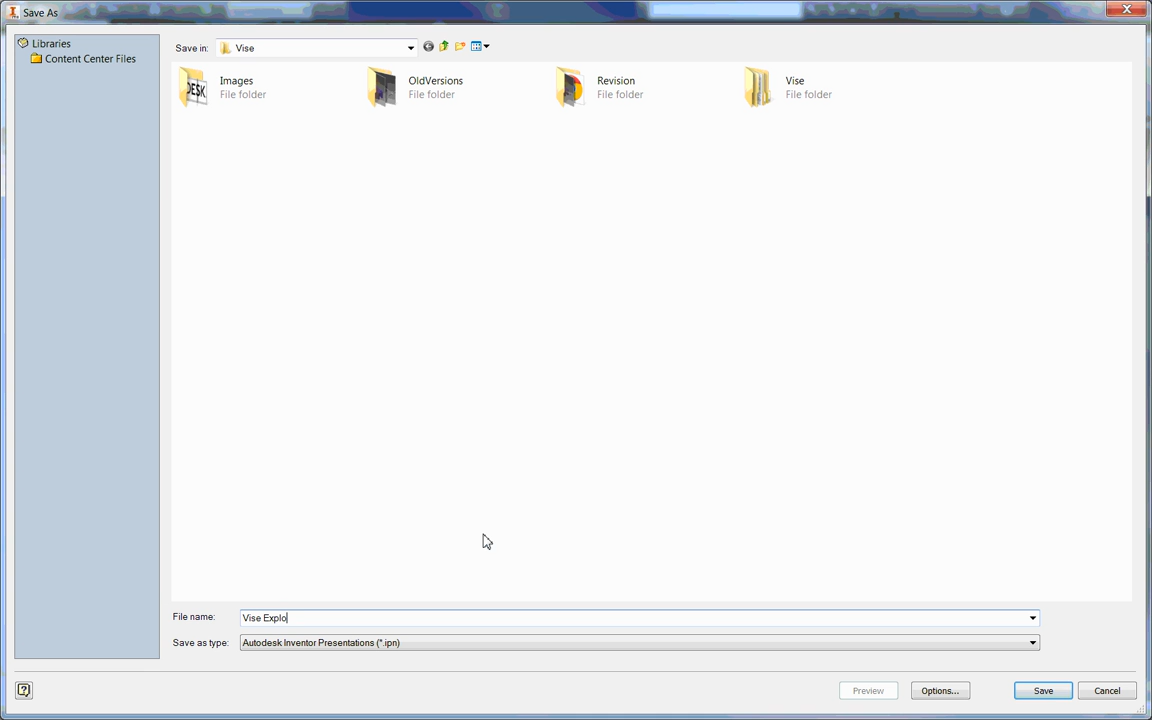 Save As
Libraries
Content Center Files
Save in: Vise
Images
File folder
OldVersions
File folder
Revision
File folder
Vise
File folder
File name: Vise Explo
Save as type: Autodesk Inventor Presentations (*.ipn)
Preview
Options...
Save
Cancel